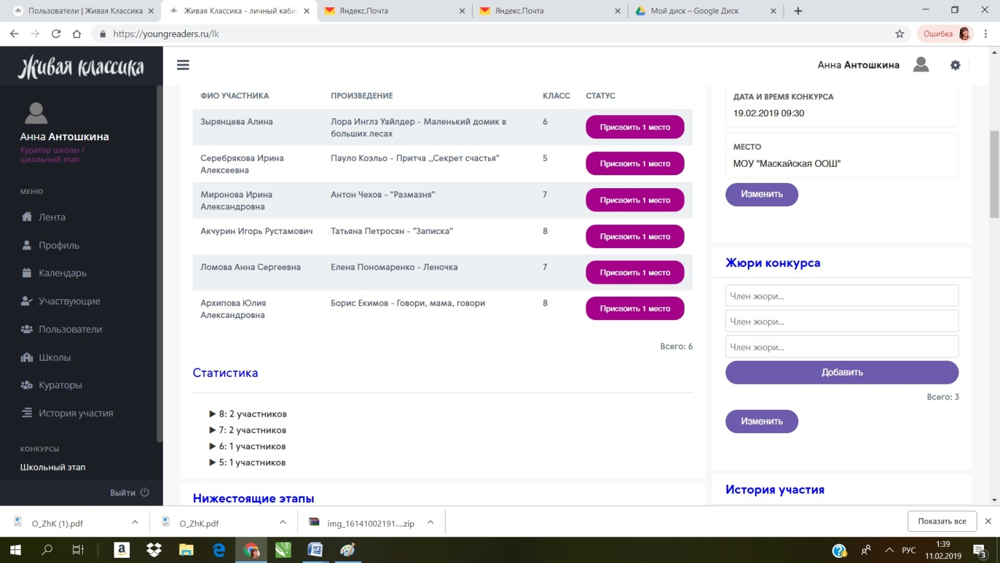 Пользователи | Живая Классика
Живая Классика - личный каби
Яндекс.Почта
Яндекс.Почта
Мой диск – Google Диск
https://youngreaders.ru/lk
Ошибка
Живая классика
Анна Антошкина
Анна Антошкина
Куратор школы /
школьный этап
МЕНЮ
Лента
Профиль
Календарь
Участвующие
Пользователи
Школы
Кураторы
История участия
КОНКУРСЫ
Школьный этап
Выйти
ФИО УЧАСТНИКА ПРОИЗВЕДЕНИЕ КЛАСС СТАТУС
Зырянцева Алина Лора Инглз Уайлдер - Маленький домик в 6 Присвоить 1 место
больших лесах
Серебрякова Ирина Пауло Коэльо - Притча ,,Секрет счастья" 5 Присвоить 1 место
Алексеевна
Миронова Ирина Антон Чехов - "Размазня" 7 Присвоить 1 место
Александровна
Акчурин Игорь Рустамович Татьяна Петросян - "Записка" 8 Присвоить 1 место
Ломова Анна Сергеевна Елена Пономаренко - Леночка 7 Присвоить 1 место
Архипова Юлия Борис Екимов - Говори, мама, говори 8 Присвоить 1 место
Александровна
Всего: 6
Статистика
▶ 8: 2 участников
▶ 7: 2 участников
▶ 6: 1 участников
▶ 5: 1 участников
Нижестоящие этапы
ДАТА И ВРЕМЯ КОНКУРСА
19.02.2019 09:30
МЕСТО
МОУ "Маскайская ООШ"
Изменить
Жюри конкурса
Член жюри...
Член жюри...
Член жюри...
Добавить
Всего: 3
Изменить
История участия
O_ZhK (1).pdf
O_ZhK.pdf
img_16141002191....zip
Показать все
a
РУС
1:39
11.02.2019
3